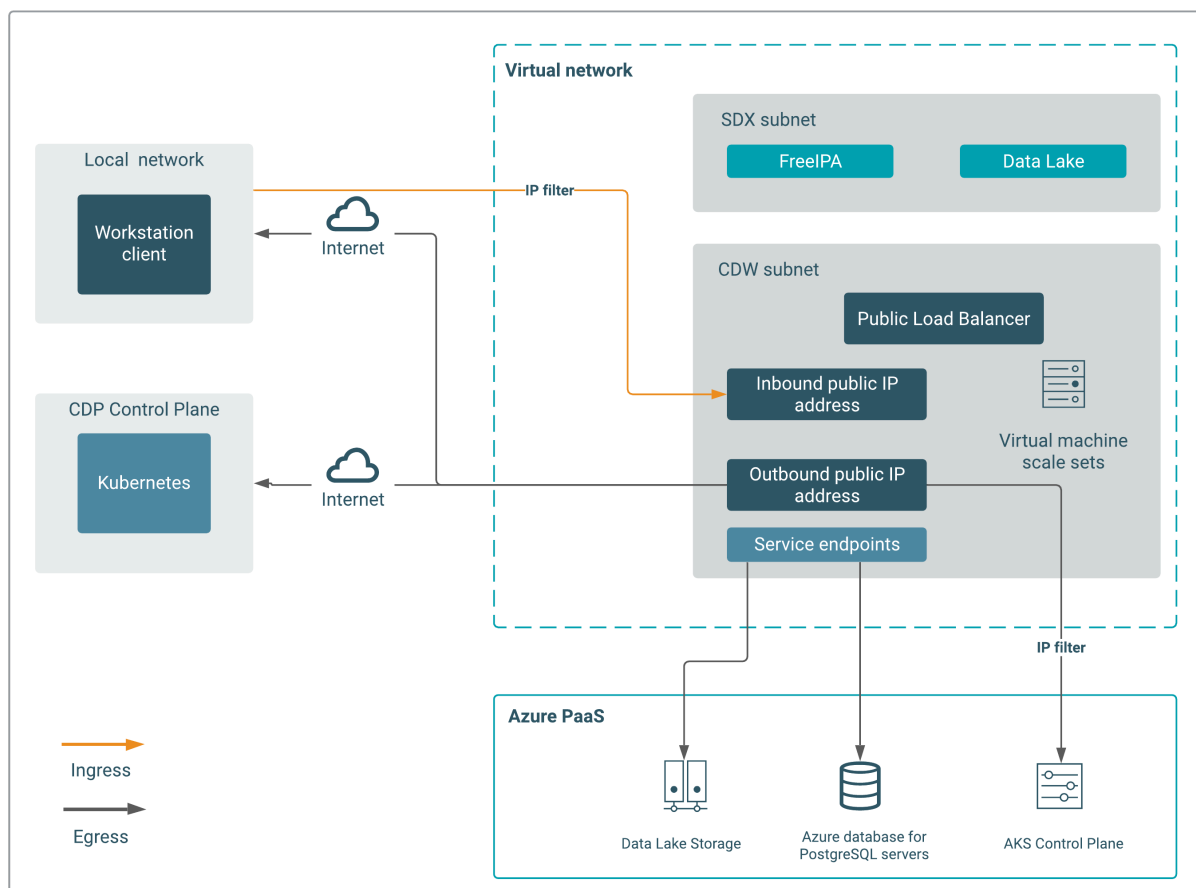 Virtual network
SDX subnet
FreeIPA
Data Lake
Local network
Workstation
client
IP filter
Internet
CDW subnet
Public Load Balancer
Inbound public IP
address
Virtual machine
scale sets
CDP Control Plane
Kubernetes
Internet
Outbound public IP
address
Service endpoints
IP filter
Azure PaaS
Ingress
Egress
Data Lake Storage
Azure database for
PostgreSQL servers
AKS Control Plane